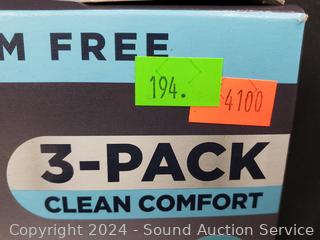 M FREE
194.
4100
3-PACK
CLEAN COMFORT
Copyright 2024 - Sound Auction Service